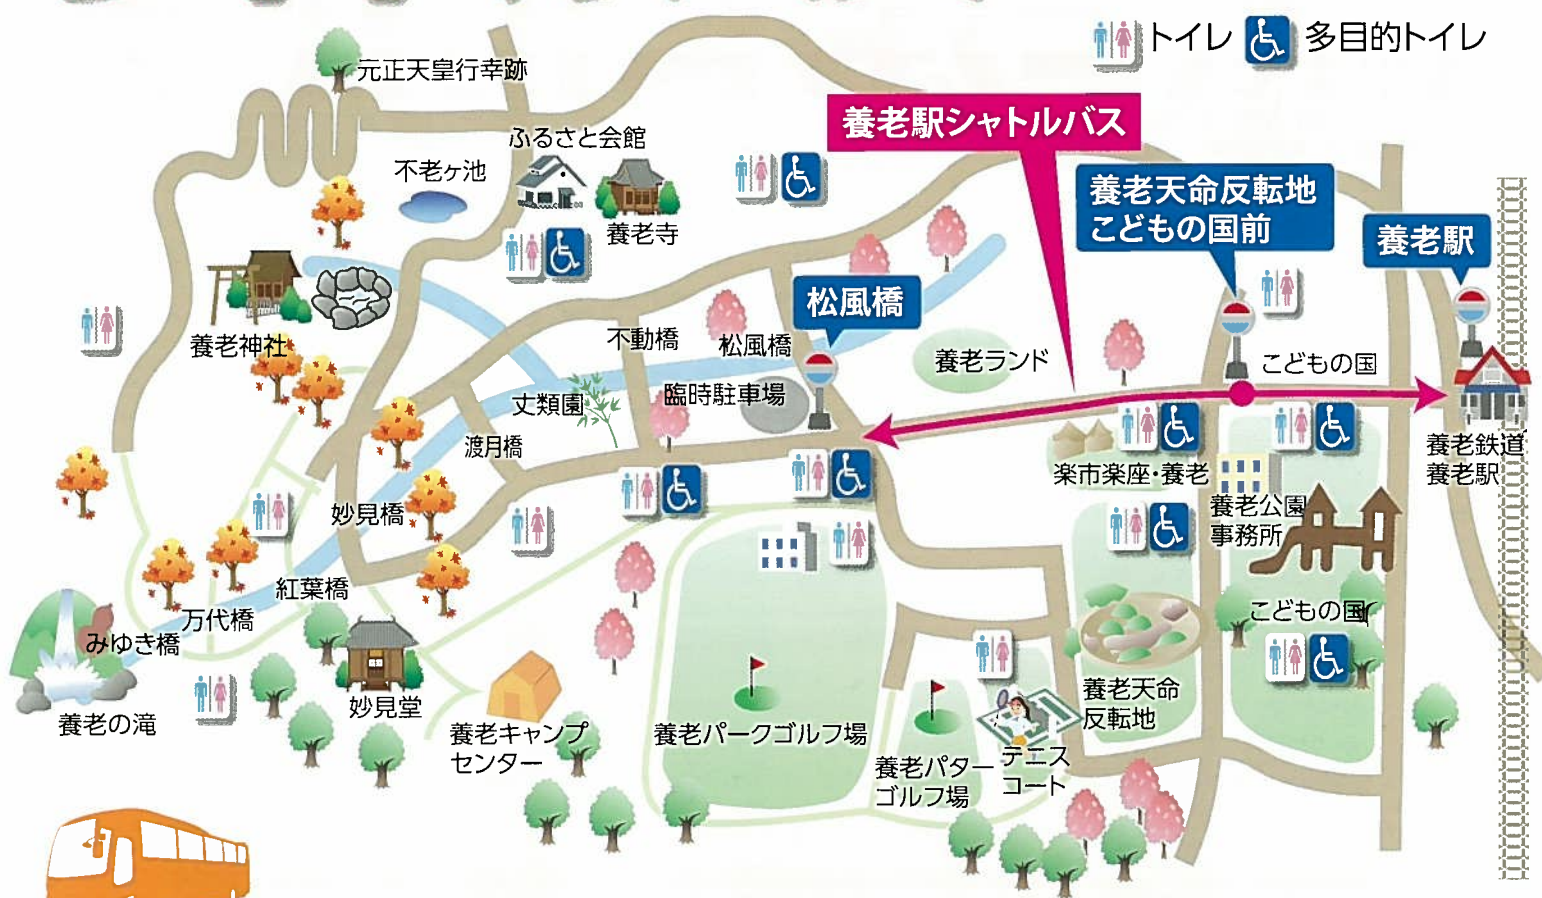 トイレ
多目的トイレ
元正天皇行幸跡
養老駅シャトルバス
ふるさと会館
不老ヶ池
養老天命反転地
こどもの国前
養老駅
養老寺
松風橋
養老神社
不動橋
松風橋
養老ランド
こどもの国
臨時駐車場
丈類園
渡月橋
養老鉄道
養老駅
楽市楽座・養老
妙見橋
養老公園
事務所
紅葉橋
万代橋
みゆき橋
こどもの国
養老の滝
妙見堂
養老キャンプ
センター
養老パークゴルフ場
養老天命
反転地
養老パター
ゴルフ場
テニス
コート